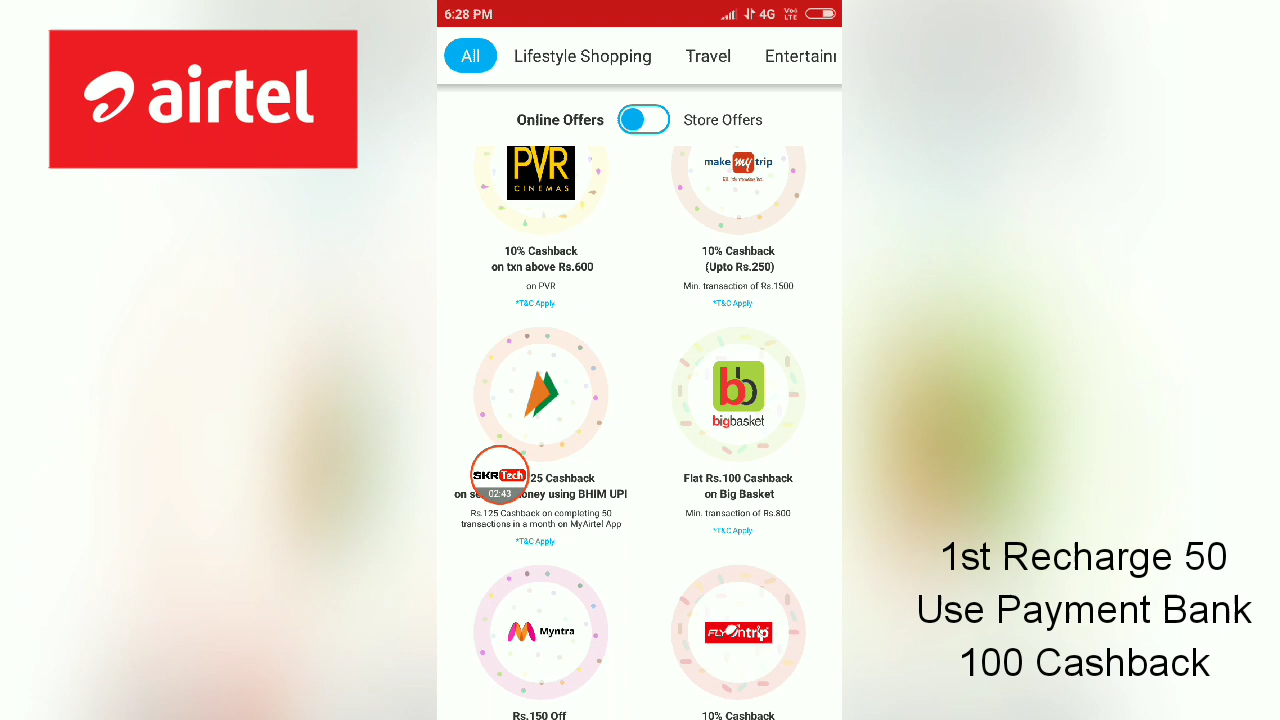 airtel
6:28 PM
4G
VoLTE
All
Lifestyle Shopping
Travel
Online Offers
Store Offers
PVR
CINEMAS
make my trip
10% Cashback
on txn above Rs.600
on PVR
*T&C Apply
10% Cashback
(Upto Rs.250)
Min. transaction of Rs.1500
*T&C Apply
bb
bigbasket
SKR Tech
02:43
25 Cashback
money using BHIM UPI
Rs.125 Cashback on completing 50
transactions in a month on MyAirtel App
*T&C Apply
Flat Rs.100 Cashback
on Big Basket
Min. transaction of Rs.800
*T&C Apply
Myntra
Rs.150 Off
10% Cashback
1st Recharge 50
Use Payment Bank
100 Cashback